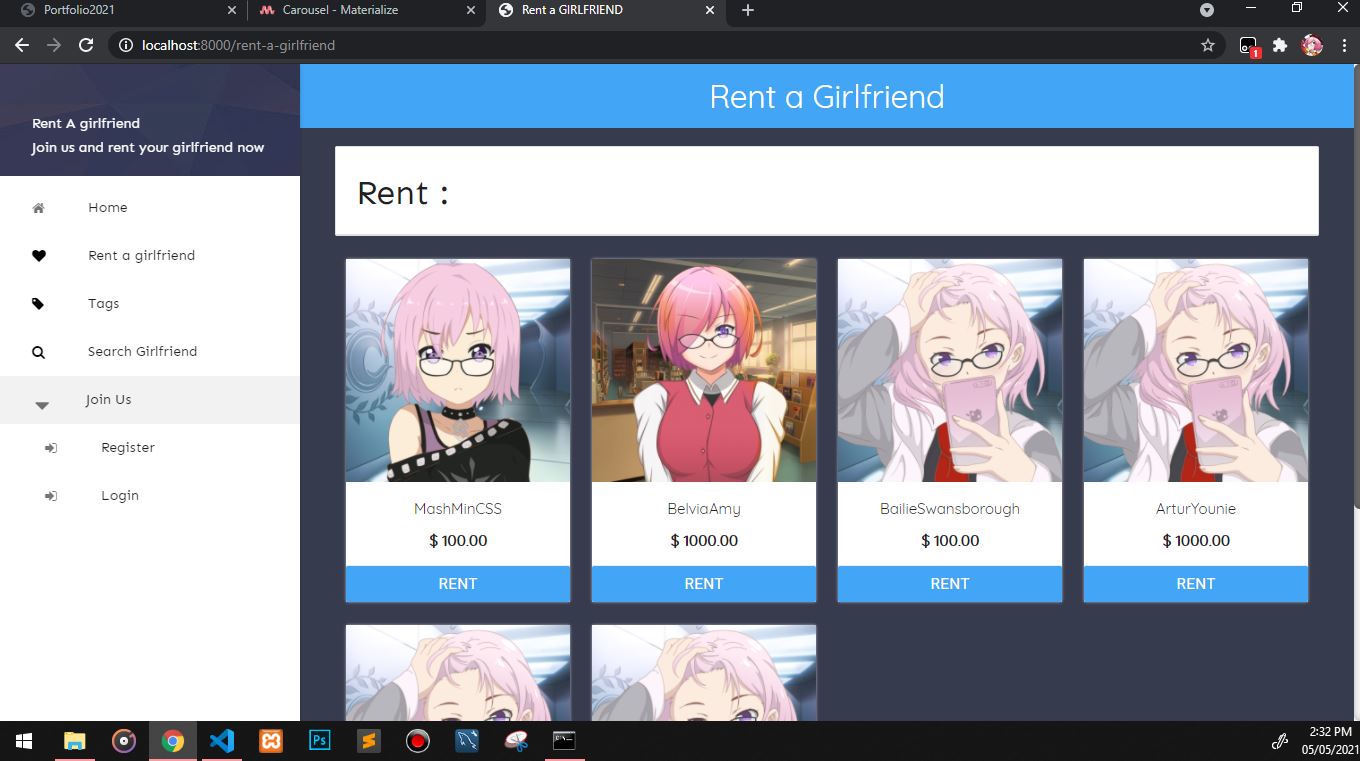 Portfolio2021
Carousel - Materialize
Rent a GIRLFRIEND
localhost:8000/rent-a-girlfriend
1
Rent A girlfriend
Join us and rent your girlfriend now
Home
Rent a girlfriend
Tags
Search Girlfriend
Join Us
Register
Login
Rent a Girlfriend
Rent :
MashMinCSS
$ 100.00
RENT
BelviaAmy
$ 1000.00
RENT
BailieSwansborough
$ 100.00
RENT
ArturYounie
$ 1000.00
RENT
Ps
2:32 PM
05/05/2021